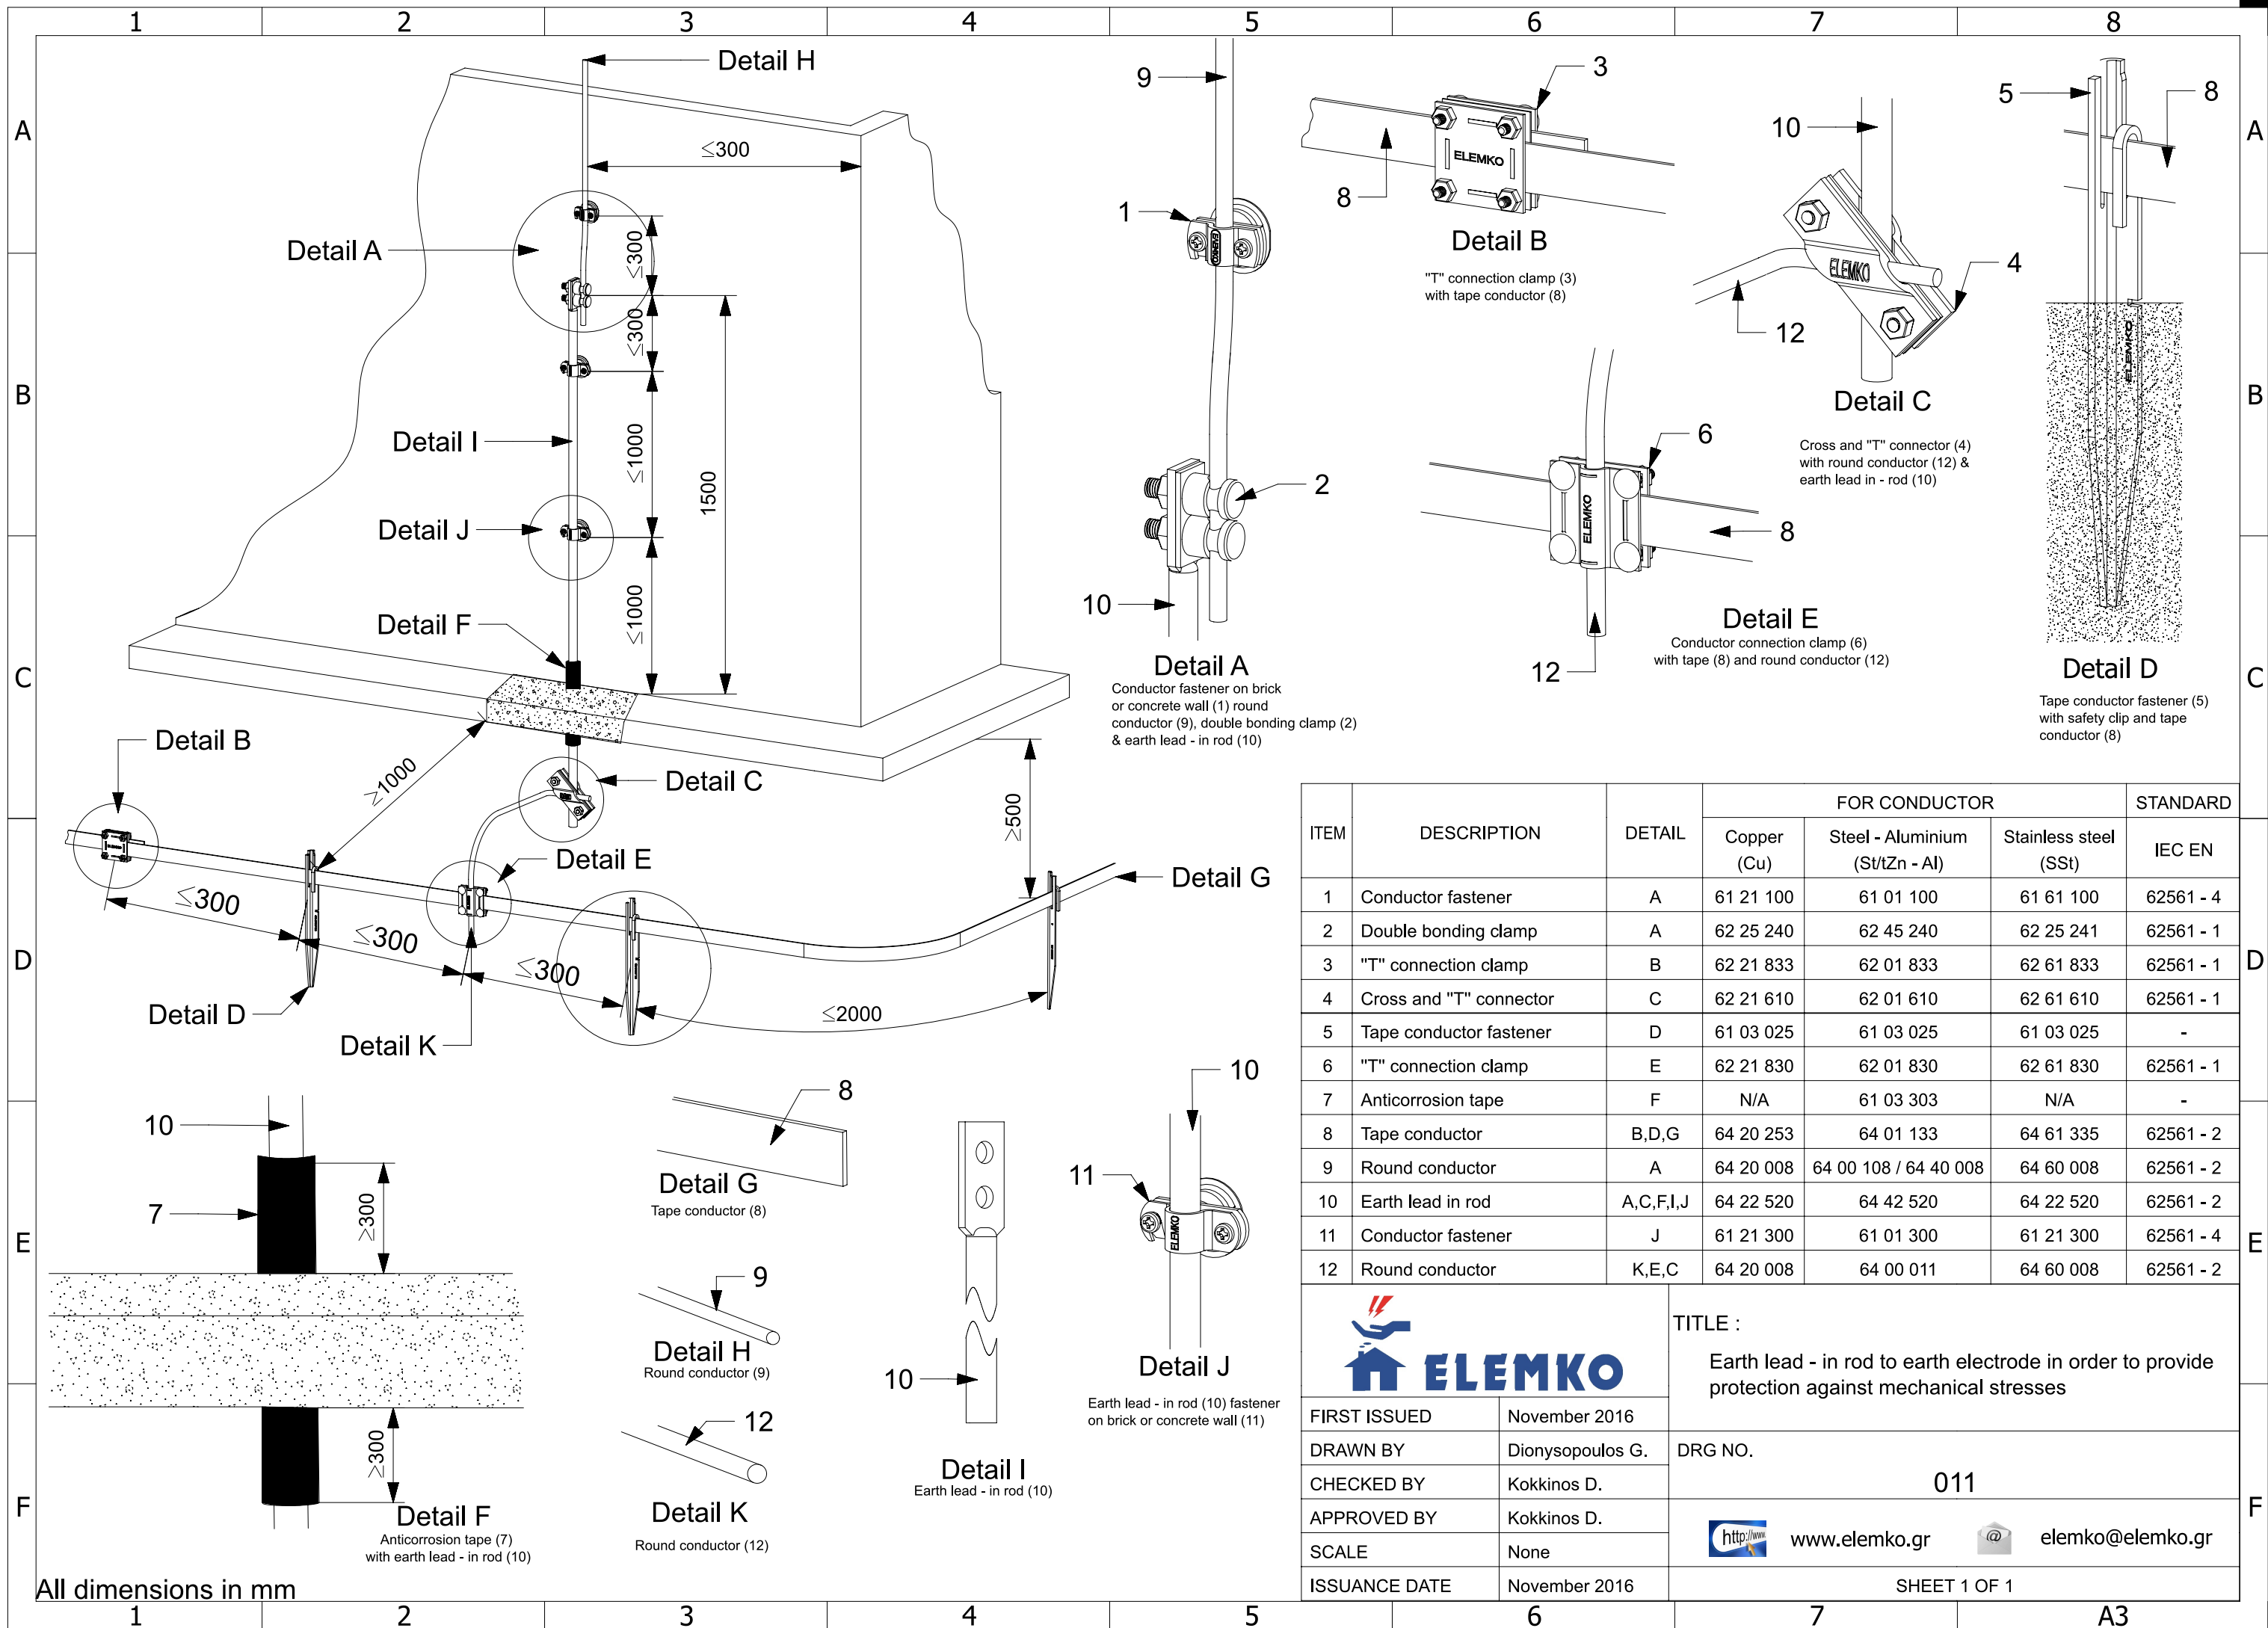 1 2 3 4 5 6 7 8
A
B
C
D
E
F
A
B
C
D
E
F
Detail H
≤300
Detail A
≤300
≤300
Detail I
≤1000
1500
Detail J
≤1000
Detail F
Detail B
≥1000
Detail C
≥500
Detail E
Detail G
≤300
≤300
≤300
≤2000
Detail D
Detail K
9
1
ELEMKO
2
10
Detail A
Conductor fastener on brick
or concrete wall (1) round
conductor (9), double bonding clamp (2)
& earth lead - in rod (10)
3
ELEMKO
8
Detail B
"T" connection clamp (3)
with tape conductor (8)
10
ELEMKO
4
12
Detail C
Cross and "T" connector (4)
with round conductor (12) &
earth lead in - rod (10)
5
8
ELEMKO
Detail D
Tape conductor fastener (5)
with safety clip and tape
conductor (8)
6
ELEMKO
8
12
Detail E
Conductor connection clamp (6)
with tape (8) and round conductor (12)
10
7
≥300
≥300
Detail F
Anticorrosion tape (7)
with earth lead - in rod (10)
8
Detail G
Tape conductor (8)
9
Detail H
Round conductor (9)
12
Detail K
Round conductor (12)
10
Detail I
Earth lead - in rod (10)
10
11
ELEMKO
Detail J
Earth lead - in rod (10) fastener
on brick or concrete wall (11)
ITEM DESCRIPTION DETAIL FOR CONDUCTOR STANDARD
Copper (Cu) Steel - Aluminium (St/tZn - Al) Stainless steel (SSt) IEC EN
1 Conductor fastener A 61 21 100 61 01 100 61 61 100 62561 - 4
2 Double bonding clamp A 62 25 240 62 45 240 62 25 241 62561 - 1
3 "T" connection clamp B 62 21 833 62 01 833 62 61 833 62561 - 1
4 Cross and "T" connector C 62 21 610 62 01 610 62 61 610 62561 - 1
5 Tape conductor fastener D 61 03 025 61 03 025 61 03 025 -
6 "T" connection clamp E 62 21 830 62 01 830 62 61 830 62561 - 1
7 Anticorrosion tape F N/A 61 03 303 N/A -
8 Tape conductor B,D,G 64 20 253 64 01 133 64 61 335 62561 - 2
9 Round conductor A 64 20 008 64 00 108 / 64 40 008 64 60 008 62561 - 2
10 Earth lead in rod A,C,F,I,J 64 22 520 64 42 520 64 22 520 62561 - 2
11 Conductor fastener J 61 21 300 61 01 300 61 21 300 62561 - 4
12 Round conductor K,E,C 64 20 008 64 00 011 64 60 008 62561 - 2
ELEMKO
TITLE :
Earth lead - in rod to earth electrode in order to provide
protection against mechanical stresses
FIRST ISSUED November 2016
DRAWN BY Dionysopoulos G.
CHECKED BY Kokkinos D.
APPROVED BY Kokkinos D.
SCALE None
ISSUANCE DATE November 2016
DRG NO.
011
http://www
www.elemko.gr
@
elemko@elemko.gr
SHEET 1 OF 1
All dimensions in mm
1 2 3 4 5 6 7 A3